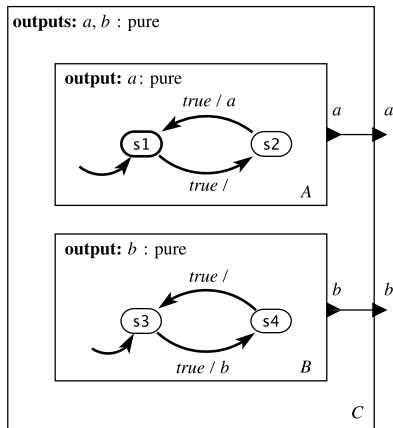 outputs: a, b : pure
output: a: pure
true / a
s1
s2
true /
A
a
a
output: b : pure
true /
s3
s4
true / b
B
b
b
C